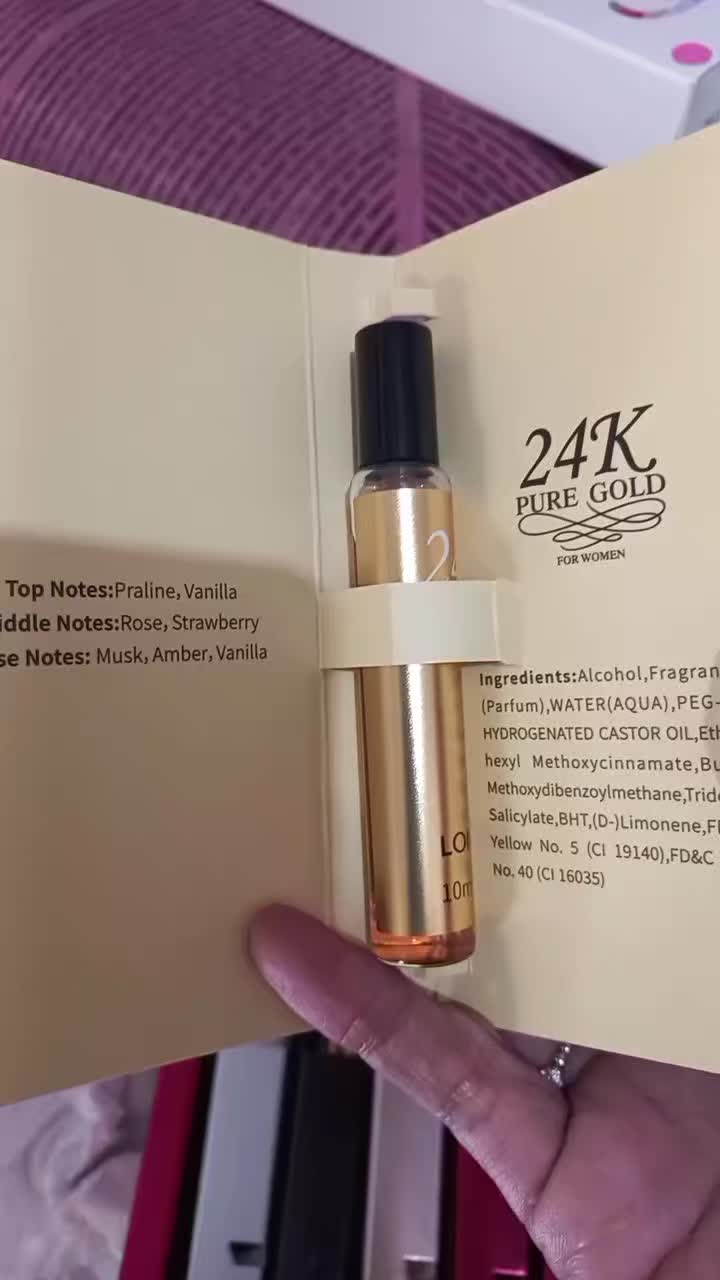 Top Notes:Praline, Vanilla
iddle Notes:Rose, Strawberry
se Notes: Musk, Amber, Vanilla
2
LO
10m
24K
PURE GOLD
FOR WOMEN
Ingredients:Alcohol,Fragran
(Parfum),WATER(AQUA),PEG-
HYDROGENATED CASTOR OIL,Eth
hexyl Methoxycinnamate,Bu
Methoxydibenzoylmethane,Tride
Salicylate,BHT,(D-)Limonene,F
Yellow No. 5 (CI 19140),FD&C
No. 40 (CI 16035)